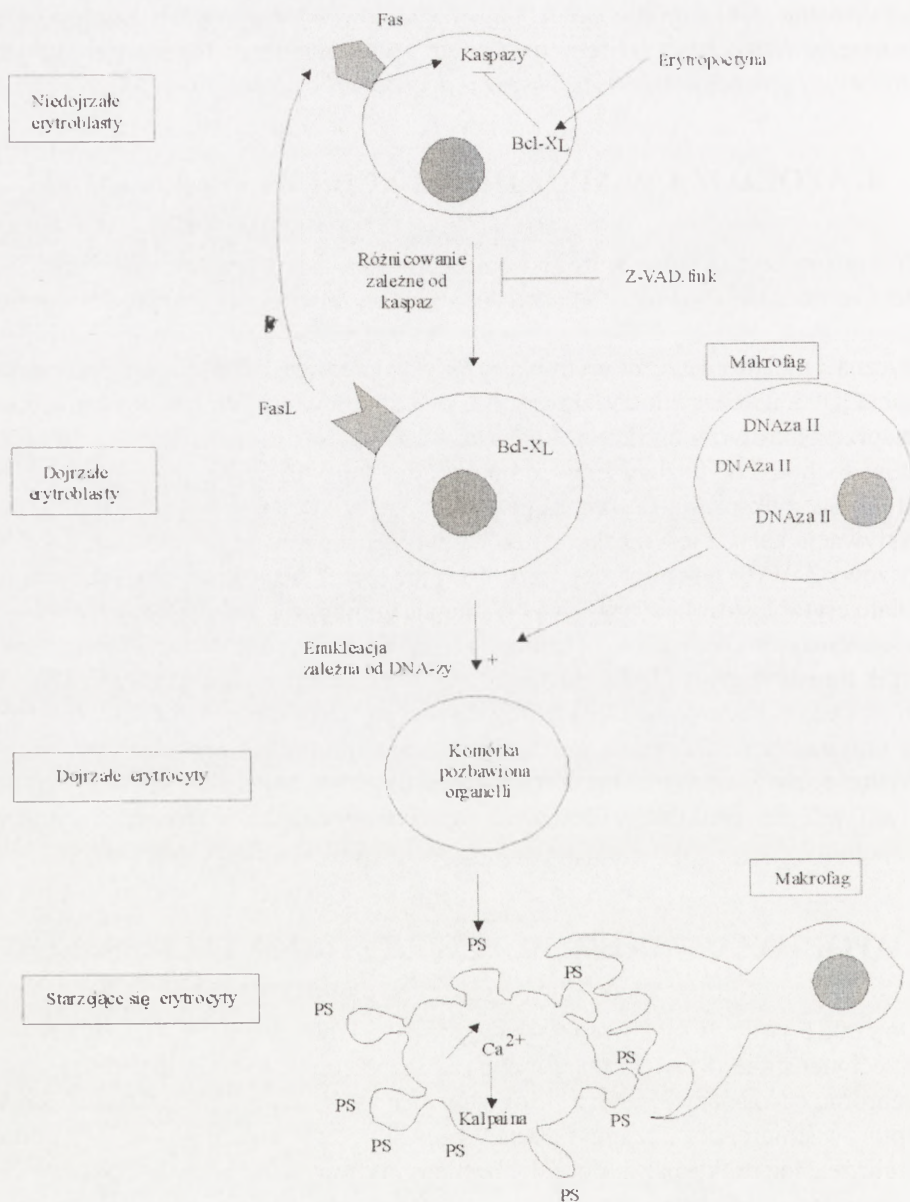 Fas
Kaspazy
Erytropoetyna
Niedojrzałe
erytroblasty
Bcl-XL
Różnicowanie
zależne od
kaspaz
Z-VAD.fmk
Makrofag
FasL
DNAza II
Bcl-XL
DNAza II
Dojrzałe
erytroblasty
DNAza II
Enukleacja
zależna od DNA-zy
+
Komórka
pozbawiona
organelli
Dojrzałe erytrocyty
Makrofag
PS
PS
Starzejące się erytrocyty
PS
Ca2+
PS
PS
Kalpaina
PS
PS
PS
PS